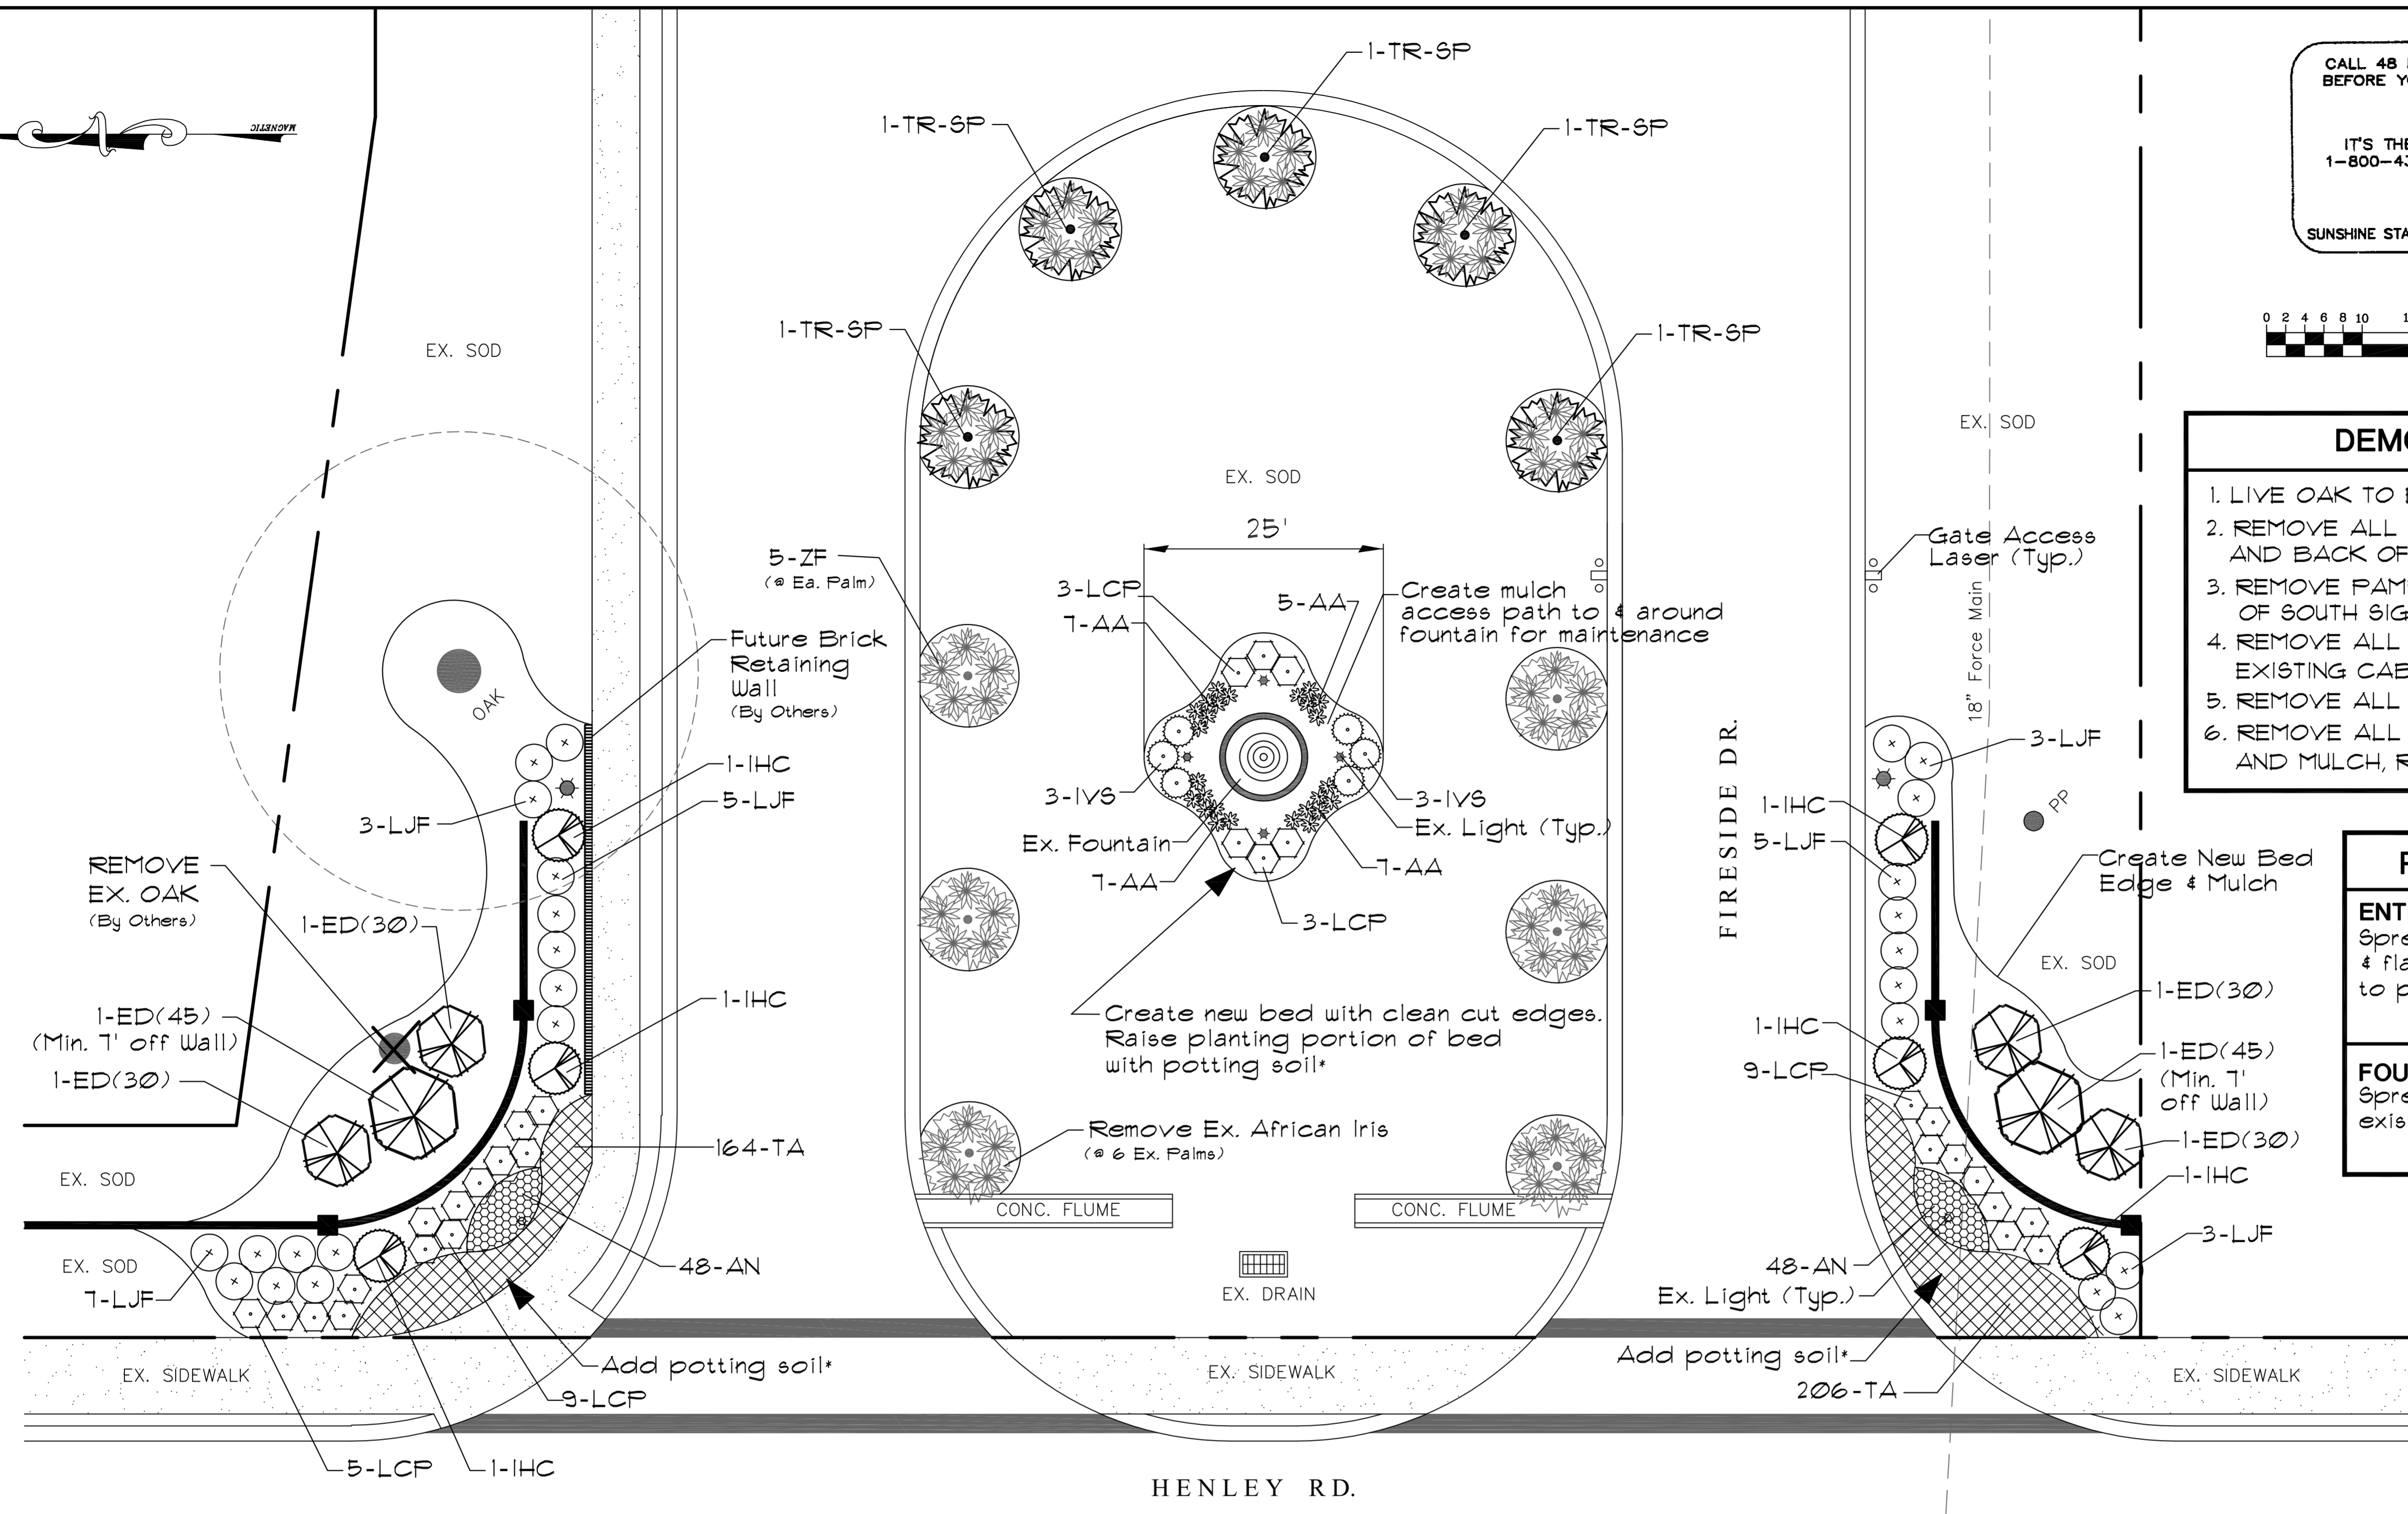 1-TR-SP
1-TR-SP
1-TR-SP
1-TR-SP
1-TR-SP
MAGNETIC
CALL 48
BEFORE
IT'S THE
1-800-43
SUNSHINE
0 2 4 6 8 10
EX. SOD
EX. SOD
EX. SOD
25'
5-ZF
(@ Ea. Palm)
3-LCP
7-AA
5-AA
Create mulch
access path to & around
fountain for maintenance
Gate Access
Laser (Typ.)
18" Force Main
1. LIVE OAK TO
2. REMOVE ALL
AND BACK OF
3. REMOVE
OF SOUTH
4. REMOVE ALL
EXISTING
5. REMOVE ALL
6. REMOVE ALL
AND MULCH,
OAK
Future Brick
Retaining
Wall
(By Others)
1-IHC
5-LJF
3-LJF
REMOVE
EX. OAK
(By Others)
1-ED(30)
1-ED(45)
(Min. 7' off Wall)
1-ED(30)
1-IHC
164-TA
EX. SOD
EX. SOD
7-LJF
48-AN
Add potting soil*
9-LCP
EX. SIDEWALK
5-LCP
1-IHC
3-IVS
3-IVS
Ex. Fountain
Ex. Light (Typ.)
7-AA
7-AA
3-LCP
Create new bed with clean cut edges.
Raise planting portion of bed
with potting soil*
Remove Ex. African Iris
(@ 6 Ex. Palms)
CONC. FLUME
CONC. FLUME
EX. DRAIN
EX. SIDEWALK
FIRESIDE DR.
3-LJF
PP
1-IHC
5-LJF
Create New Bed
Edge & Mulch
EX. SOD
1-ED(30)
1-IHC
9-LCP
1-ED(45)
(Min. 7'
off Wall)
1-ED(30)
1-IHC
3-LJF
48-AN
Ex. Light (Typ.)
Add potting soil*
206-TA
EX. SIDEWALK
to
HENLEY RD.